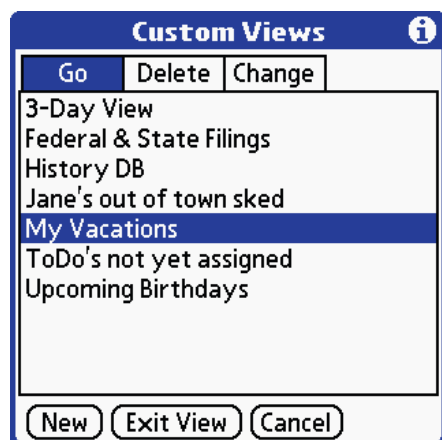 Custom Views i
Go Delete Change
3-Day View
Federal & State Filings
History DB
Jane's out of town sked
My Vacations
ToDo's not yet assigned
Upcoming Birthdays
New Exit View Cancel